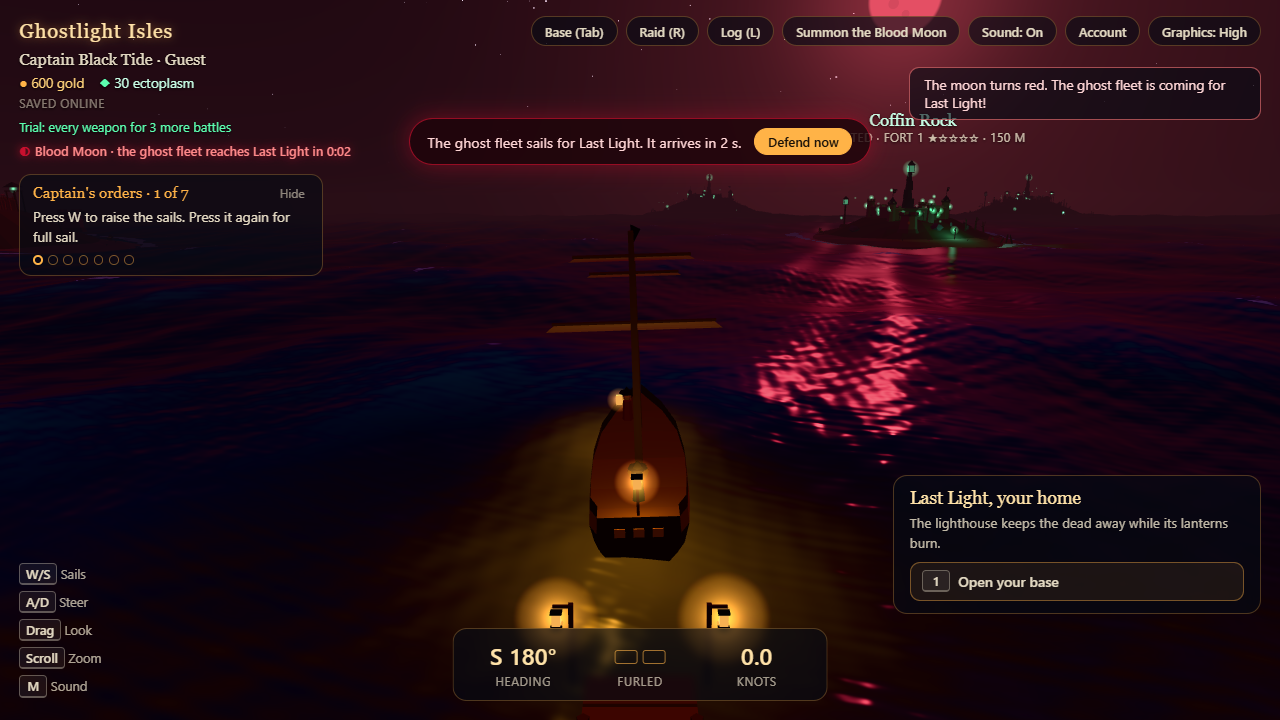 Ghostlight Isles
Captain Black Tide · Guest
600 gold 30 ectoplasm
SAVED ONLINE
Trial: every weapon for 3 more battles
Blood Moon · the ghost fleet reaches Last Light in 0:02
Captain's orders · 1 of 7 Hide
Press W to raise the sails. Press it again for
full sail.
Base (Tab) Raid (R) Log (L) Summon the Blood Moon Sound: On Account Graphics: High
The moon turns red. The ghost fleet is coming for
Last Light!
The ghost fleet sails for Last Light. It arrives in 2 s. Defend now
Coffin Rock
· FORT 1 ★☆☆☆☆ · 150 M
Last Light, your home
The lighthouse keeps the dead away while its lanterns
burn.
1 Open your base
W/S Sails
A/D Steer
Drag Look
Scroll Zoom
M Sound
S 180° 0.0
HEADING FURLED KNOTS